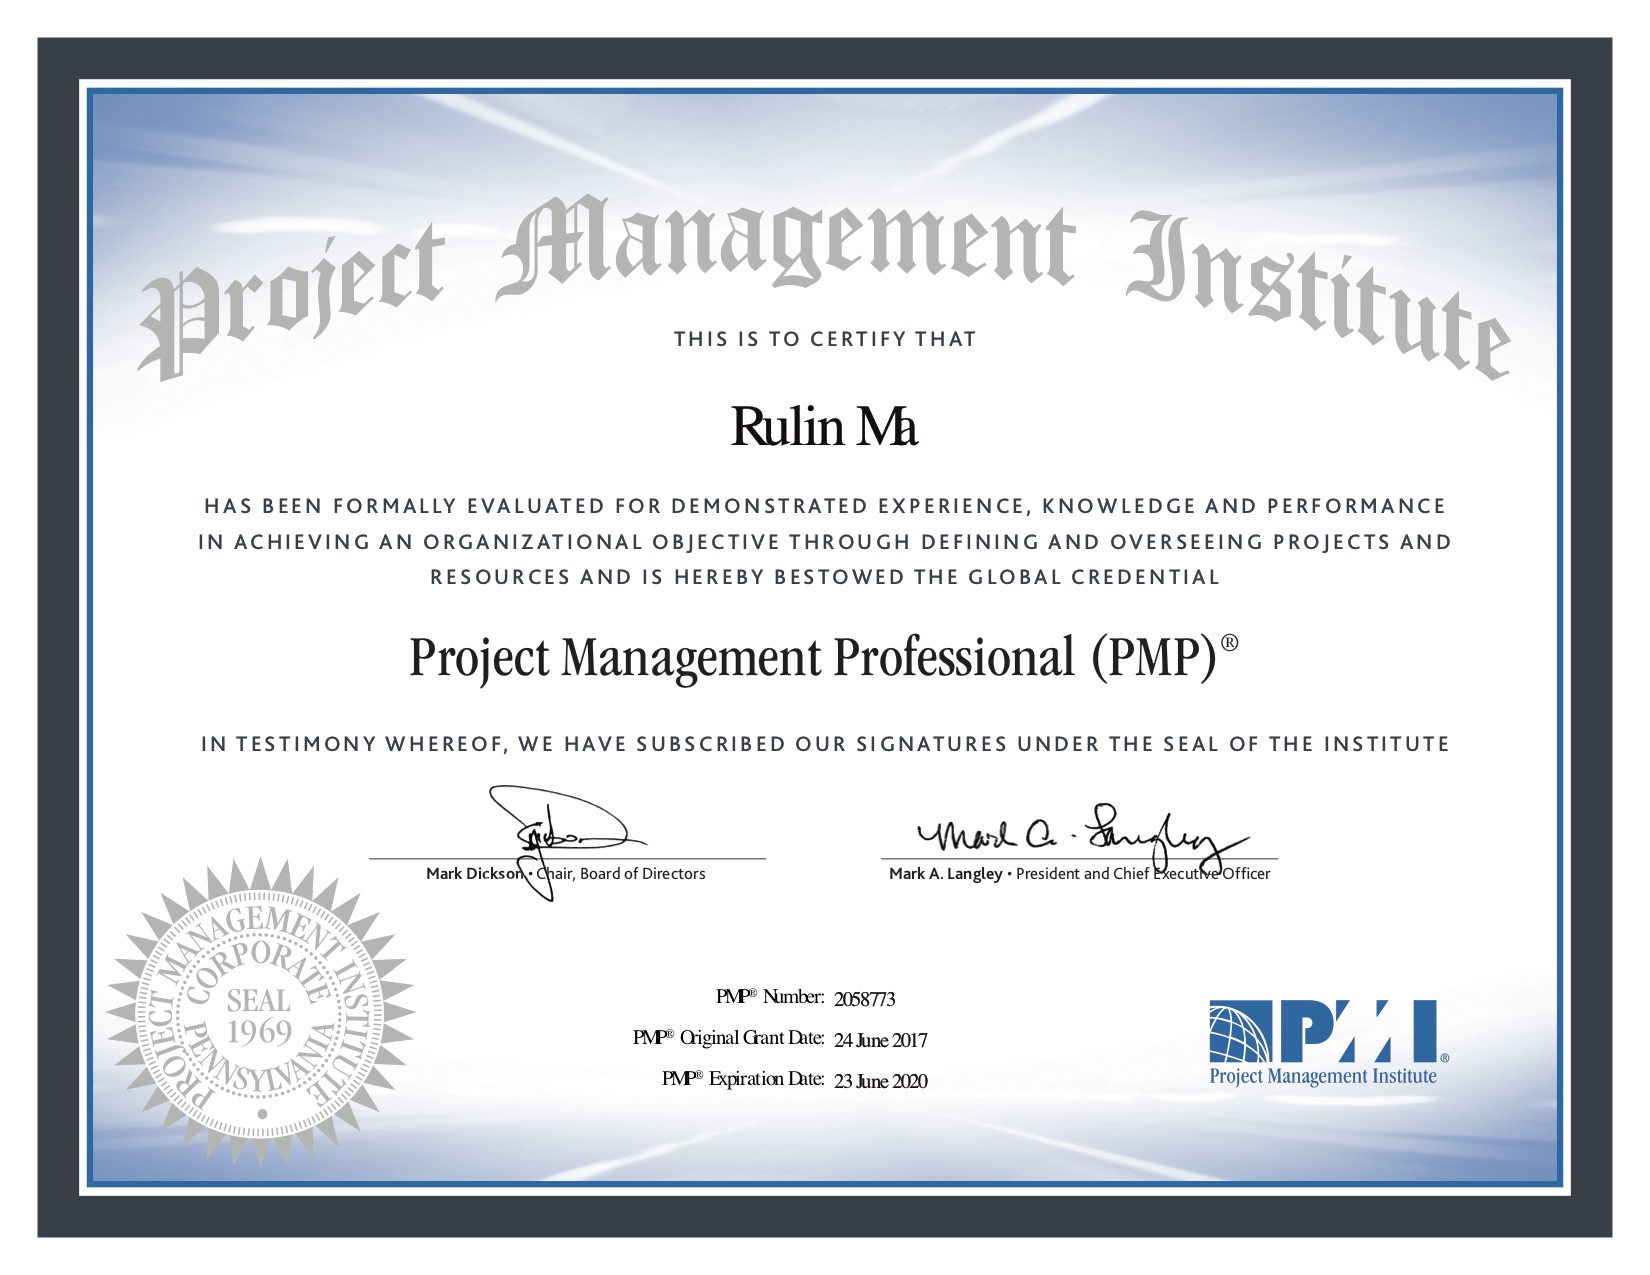 Project Management Institute
THIS IS TO CERTIFY THAT
Rulin Ma
HAS BEEN FORMALLY EVALUATED FOR DEMONSTRATED EXPERIENCE, KNOWLEDGE AND PERFORMANCE
IN ACHIEVING AN ORGANIZATIONAL OBJECTIVE THROUGH DEFINING AND OVERSEEING PROJECTS AND
RESOURCES AND IS HEREBY BESTOWED THE GLOBAL CREDENTIAL
Project Management Professional (PMP)®
IN TESTIMONY WHEREOF, WE HAVE SUBSCRIBED OUR SIGNATURES UNDER THE SEAL OF THE INSTITUTE
Mark A. Langley
Mark Dickson • Chair, Board of Directors
Mark A. Langley • President and Chief Executive Officer
PROJECT MANAGEMENT INSTITUTE
CORPORATE
SEAL
1969
PENNSYLVANIA
PMP® Number: 2058773
PMP® Original Grant Date: 24 June 2017
PMP® Expiration Date: 23 June 2020
PMI®
Project Management Institute